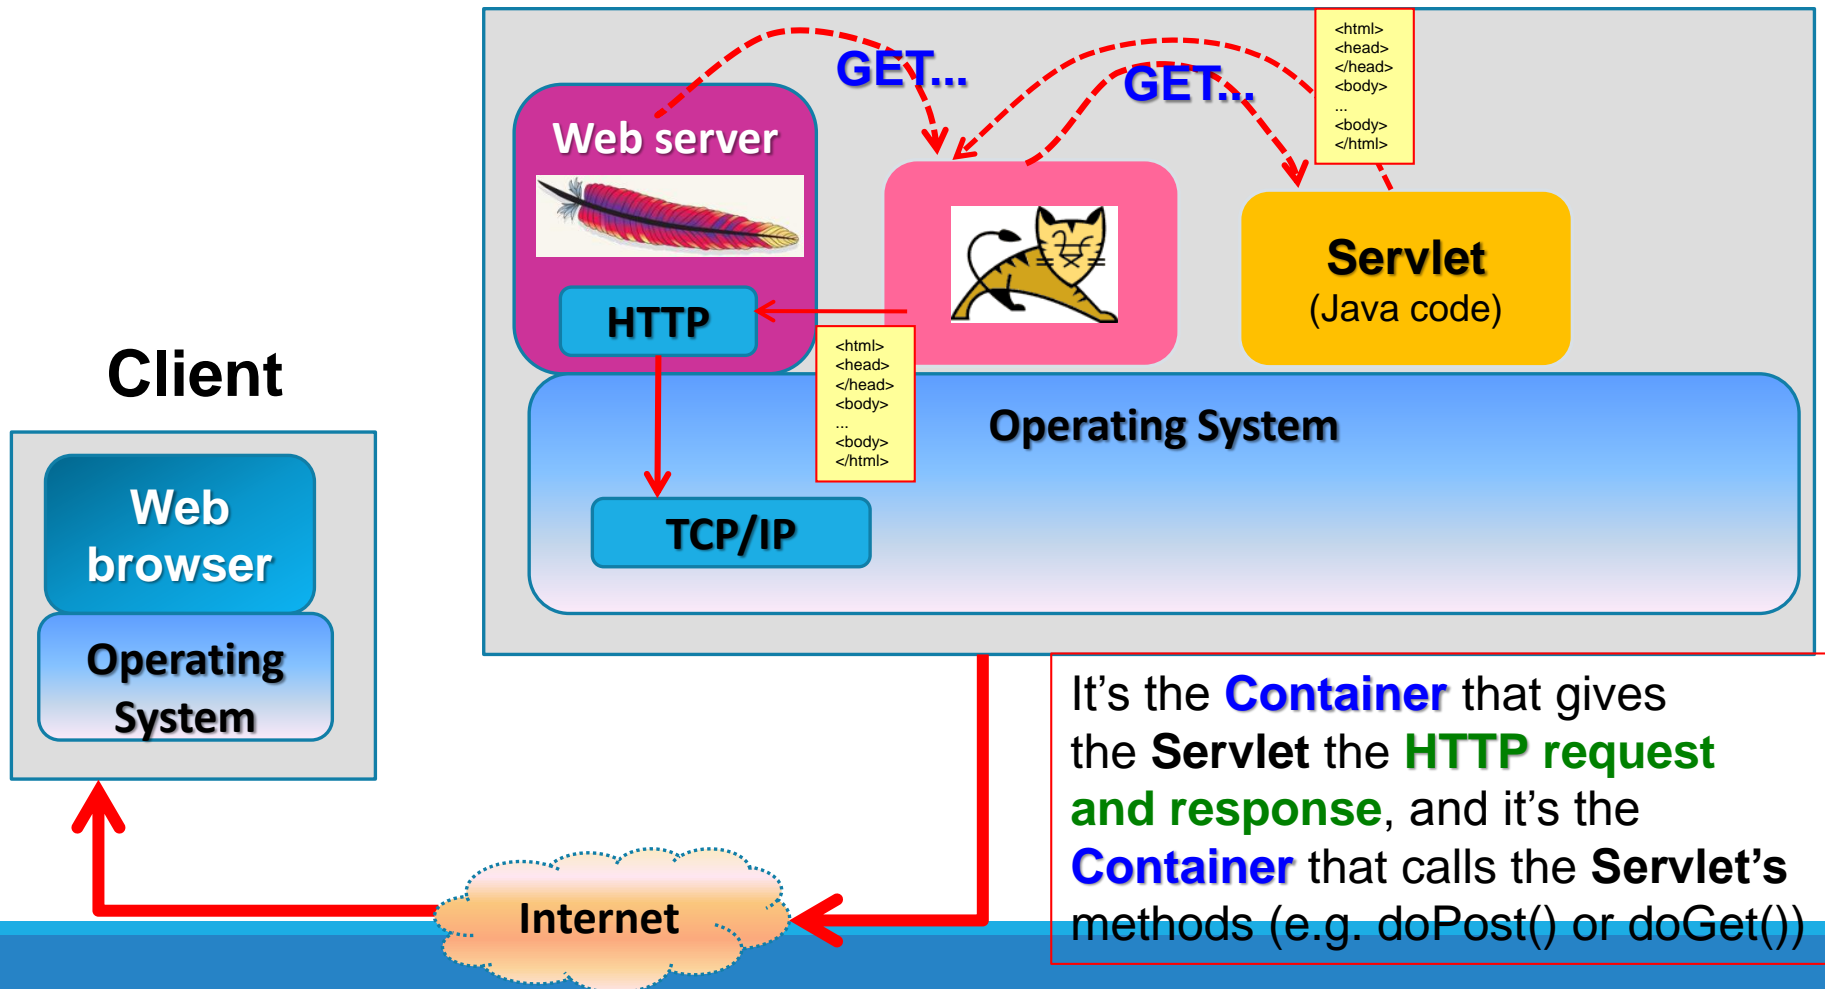 GET...
GET...
<html>
<head>
</head>
<body>
...
<body>
</html>
Web server
HTTP
Servlet
(Java code)
<html>
<head>
</head>
<body>
...
<body>
</html>
Operating System
TCP/IP
Client
Web
browser
Operating
System
Internet
It’s the Container that gives
the Servlet the HTTP request
and response, and it’s the
Container that calls the Servlet’s
methods (e.g. doPost() or doGet())